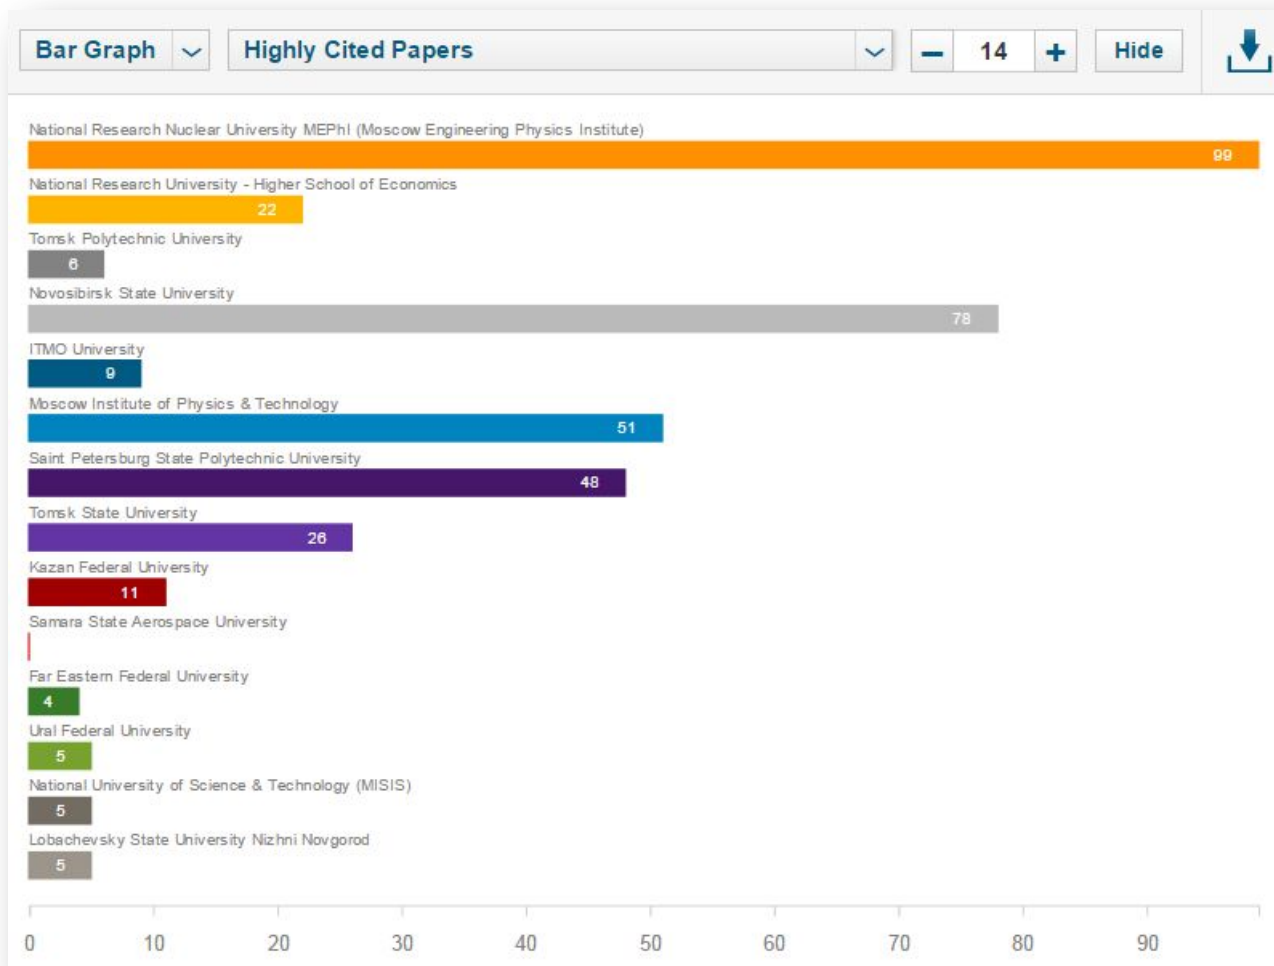 Bar Graph Highly Cited Papers − 14 + Hide
National Research Nuclear University MEPhI (Moscow Engineering Physics Institute)
99
National Research University - Higher School of Economics
22
Tomsk Polytechnic University
6
Novosibirsk State University
78
ITMO University
9
Moscow Institute of Physics & Technology
51
Saint Petersburg State Polytechnic University
48
Tomsk State University
26
Kazan Federal University
11
Samara State Aerospace University
Far Eastern Federal University
4
Ural Federal University
5
National University of Science & Technology (MISIS)
5
Lobachevsky State University Nizhni Novgorod
5
0 10 20 30 40 50 60 70 80 90